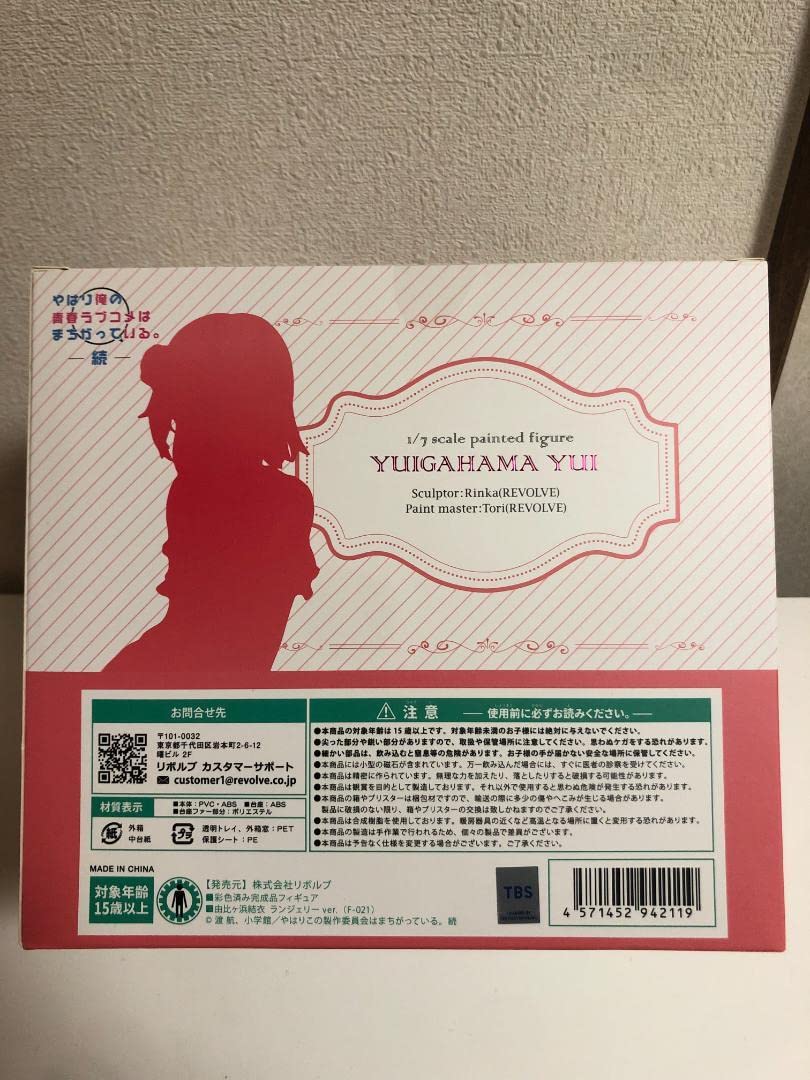 やはり俺の
青春ラブコメは
まちがっている。
— 続 —
1/7 scale painted figure
YUIGAHAMA YUI
Sculptor:Rinka(REVOLVE)
Paint master:Tori(REVOLVE)
お問合せ先
〒101-0032
東京都千代田区岩本町2-6-12
曙ビル 2F
リボルブ カスタマーサポート
customer1@revolve.co.jp
材質表示
■本体：PVC・ABS ■台座：ABS
■台座ファー部分：ポリエステル
紙
外箱
中台紙
プラ
透明トレイ、外箱窓：PET
保護シート：PE
注意 — 使用前に必ずお読みください。—
●本商品の対象年齢は15歳以上です。対象年齢未満のお子様には絶対に与えないでください。
●尖った部分や鋭い部分がありますので、取扱や保管場所に注意してください。思わぬケガをする恐れがあります。
●細かい部品は、飲み込むと窒息等の危険があります。お子様の手が届かない安全な場所に保管してください。
●本商品には小型の磁石が含まれています。万一飲み込んだ場合には、すぐに医者の診察を受けてください。
●本商品は精密に作られています。無理な力を加えたり、落としたりすると破損する可能性があります。
●本商品は観賞を目的として製造しております。それ以外で使用すると思わぬ危険が発生する恐れがあります。
●本商品の箱やブリスターは梱包材ですので、輸送の際に多少の傷やへこみが生じる場合があります。
製品に破損のない限り、箱やブリスターの交換は致しかねますのでご了承ください。
●本商品は合成樹脂を使用しております。暖房器具の近くなど高温となる場所に置くと変形する恐れがあります。
●本商品の製造は手作業で行われるため、個々の製品で差異がございます。
●本商品は予告なく仕様を変更する場合がございます。ご了承ください。
MADE IN CHINA
対象年齢
15歳以上
【発売元】株式会社リボルブ
■彩色済み完成品フィギュア
■由比ヶ浜結衣 ランジェリー ver.（F-021）
© 渡 航、小学館／やはりこの製作委員会はまちがっている。続
TBS
4 571452 942119